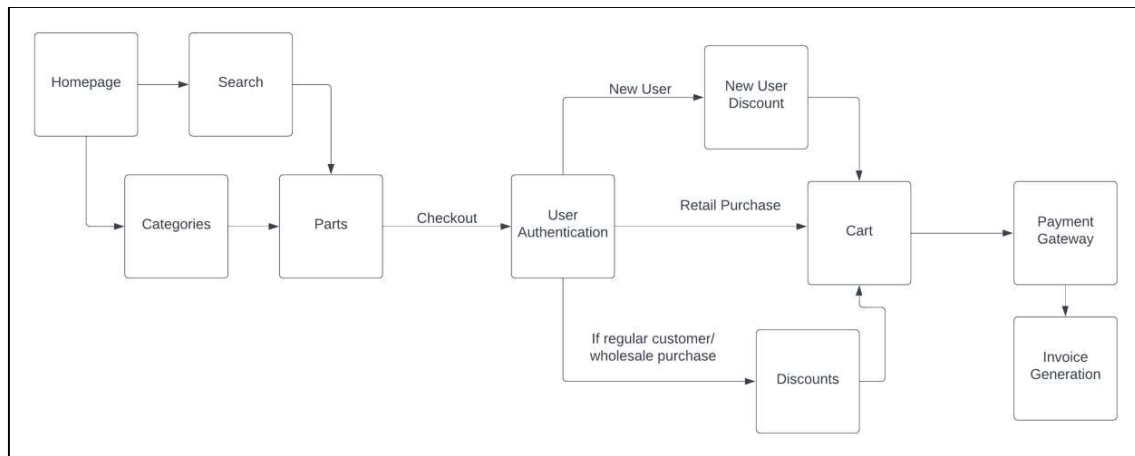 Homepage
Search
Categories
Parts
Checkout
User
Authentication
New User
New User
Discount
Retail Purchase
If regular customer/
wholesale purchase
Discounts
Cart
Payment
Gateway
Invoice
Generation